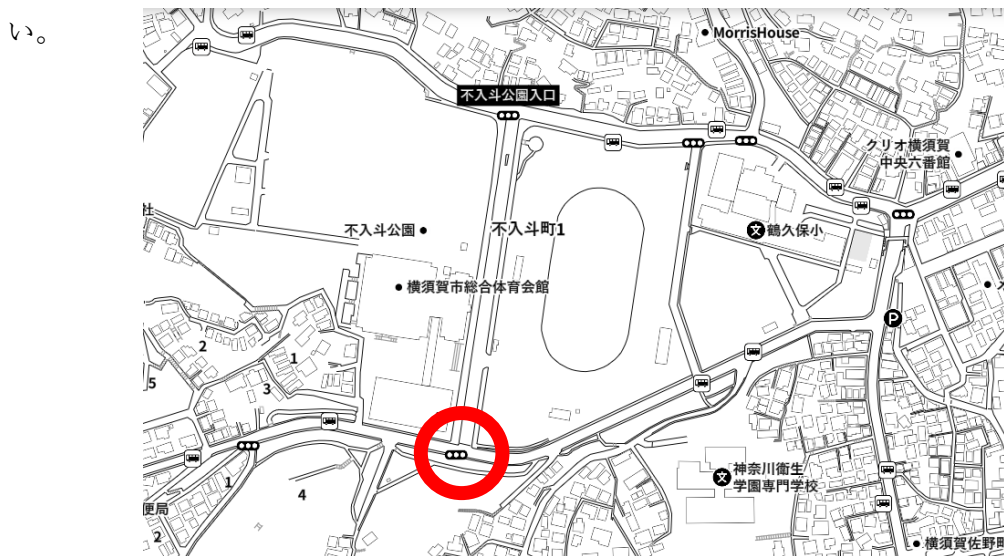 い。
MorrisHouse
不入斗公園入口
クリオ横須賀
中央六番館
社
不入斗公園
不入斗町1
文
鶴久保小
横須賀市総合体育会館
P
2
1
5
3
神奈川衛生
学園専門学校
文
1
4
便局
2
横須賀佐野町